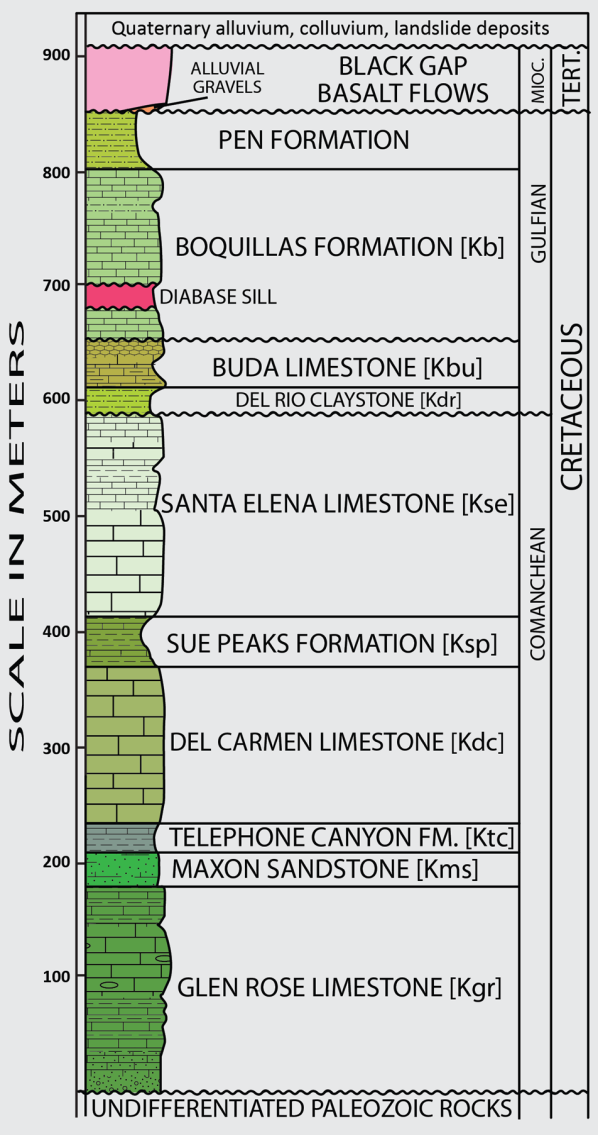 Quaternary alluvium, colluvium, landslide deposits
900
ALLUVIAL
GRAVELS
BLACK GAP
BASALT FLOWS
MIOC.
TERT.
PEN FORMATION
800
BOQUILLAS FORMATION [Kb]
GULFIAN
700
DIABASE SILL
BUDA LIMESTONE [Kbu]
600
DEL RIO CLAYSTONE [Kdr]
CRETACEOUS
SCALE IN METERS
500
SANTA ELENA LIMESTONE [Kse]
COMANCHEAN
400
SUE PEAKS FORMATION [Ksp]
300
DEL CARMEN LIMESTONE [Kdc]
TELEPHONE CANYON FM. [Ktc]
200
MAXON SANDSTONE [Kms]
100
GLEN ROSE LIMESTONE [Kgr]
UNDIFFERENTIATED PALEOZOIC ROCKS